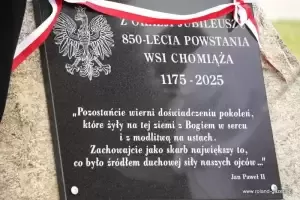 Z OKAZJI JUBILEUSZU
850-LECIA POWSTANIA
WSI CHOMIĄŻA
1175 - 2025
„Pozostańcie wierni doświadczeniu pokoleń,
które żyły na tej ziemi z Bogiem w sercu
i z modlitwą na ustach.
Zachowajcie jako skarb największy to,
co było źródłem duchowej siły naszych ojców..."
Jan Paweł II